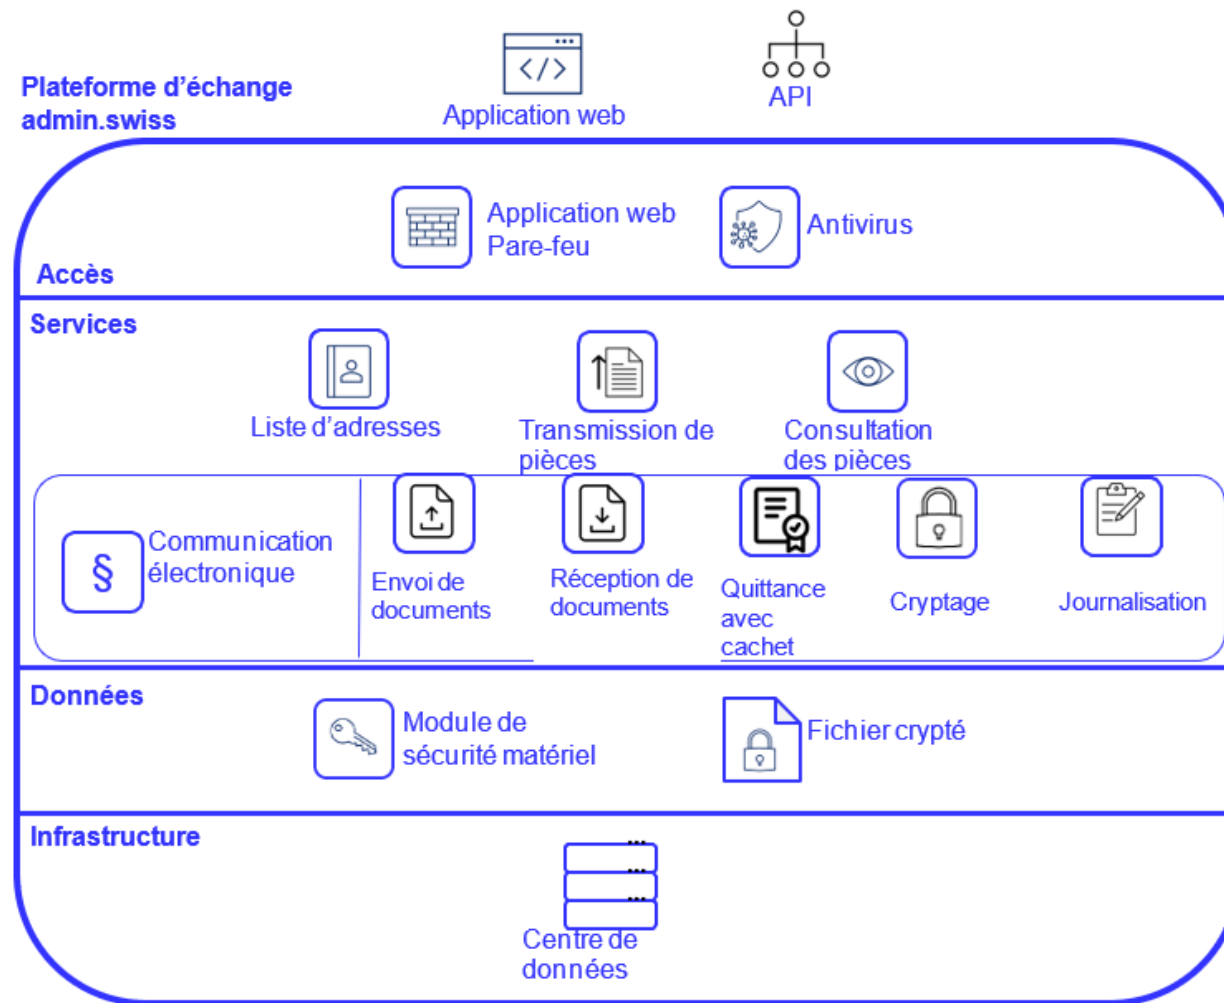 Plateforme d'échange
admin.swiss
</>
Application web
API
Application web
Pare-feu
Antivirus
Accès
Services
Liste d'adresses
Transmission de
pièces
Consultation
des pièces
§
Communication
électronique
Envoi de
documents
Réception de
documents
Quittance
avec
cachet
Cryptage
Journalisation
Données
Module de
sécurité matériel
Fichier crypté
Infrastructure
Centre de
données